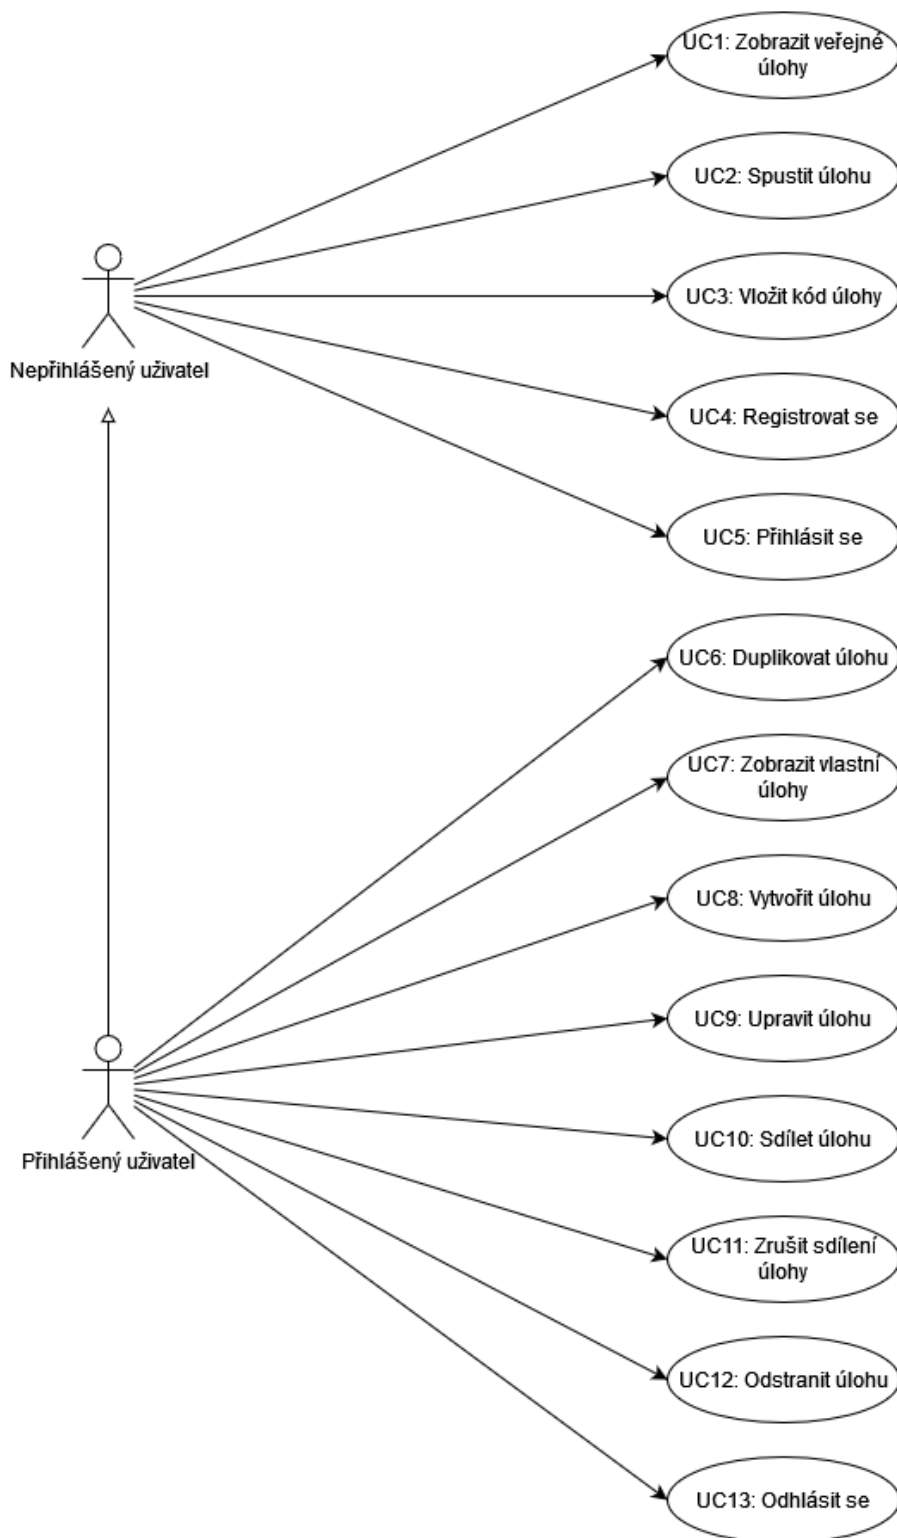 UC1: Zobrazit veřejné
úlohy
UC2: Spustit úlohu
UC3: Vložit kód úlohy
Nepřihlášený uživatel
UC4: Registrovat se
UC5: Přihlásit se
UC6: Duplikovat úlohu
UC7: Zobrazit vlastní
úlohy
UC8: Vytvořit úlohu
UC9: Upravit úlohu
UC10: Sdílet úlohu
Přihlášený uživatel
UC11: Zrušit sdílení
úlohy
UC12: Odstranit úlohu
UC13: Odhlásit se